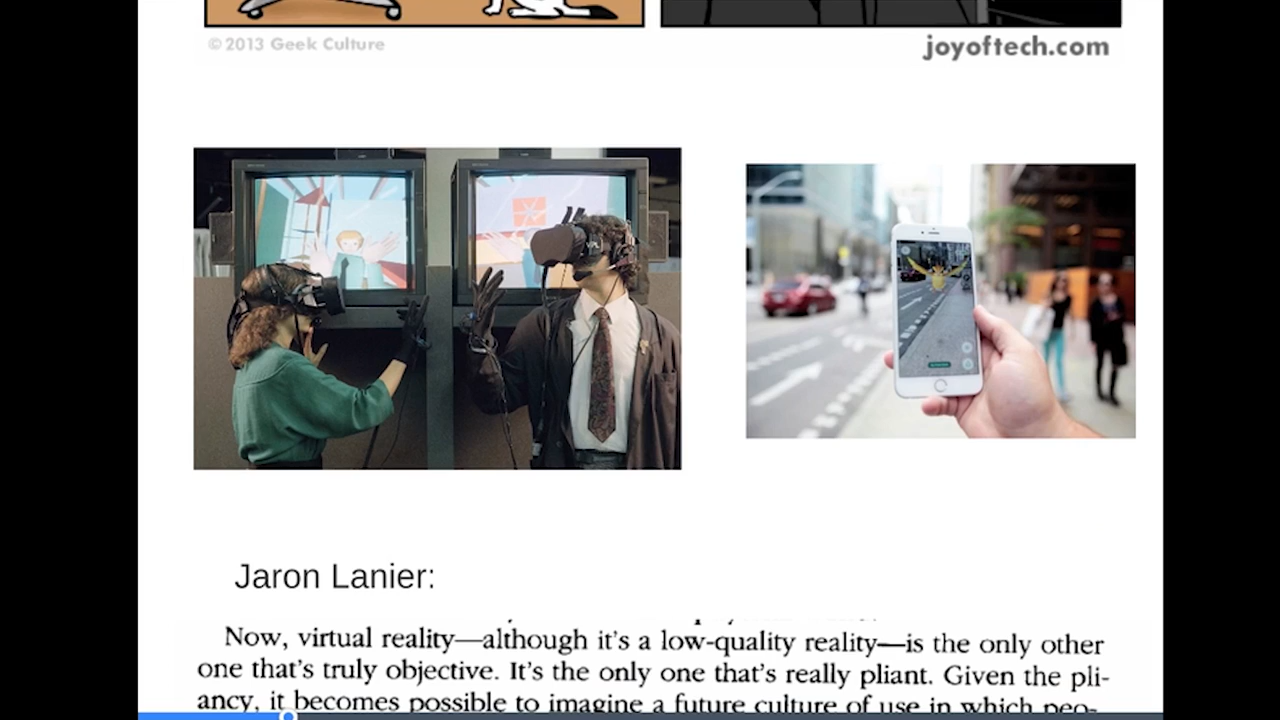 © 2013 Geek Culture
joyoftech.com
VPL
Jaron Lanier:
Now, virtual reality—although it's a low-quality reality—is the only other
one that's truly objective. It's the only one that's really pliant. Given the pli-
ancy, it becomes possible to imagine a future culture of use in which peo-